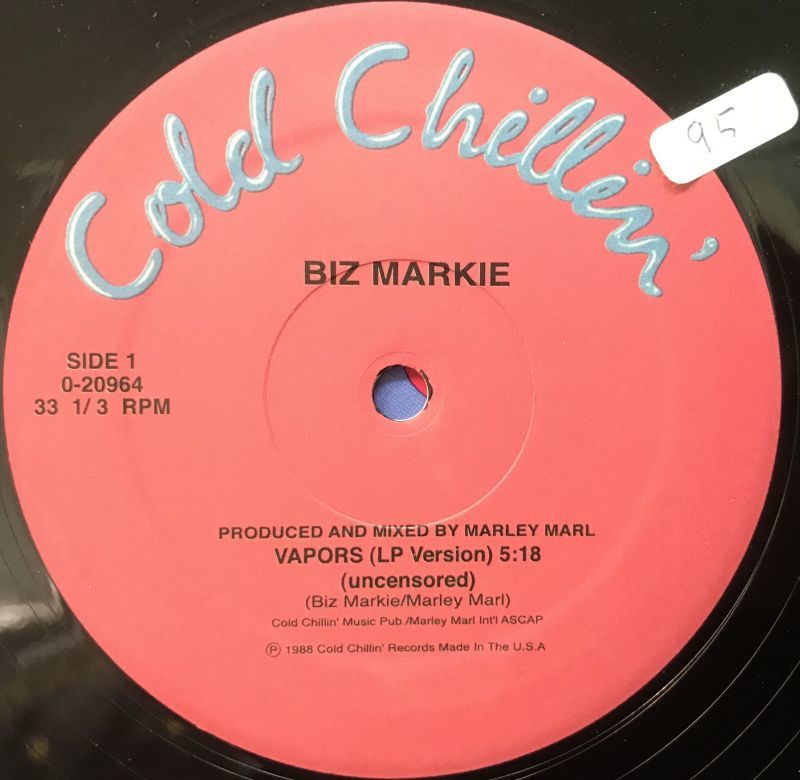 Cold Chillin'
95
BIZ MARKIE
SIDE 1
0-20964
33 1/3 RPM
PRODUCED AND MIXED BY MARLEY MARL
VAPORS (LP Version) 5:18
(uncensored)
(Biz Markie/Marley Marl)
Cold Chillin' Music Pub./Marley Marl Int'l ASCAP
Ⓟ 1988 Cold Chillin' Records Made In The U.S.A